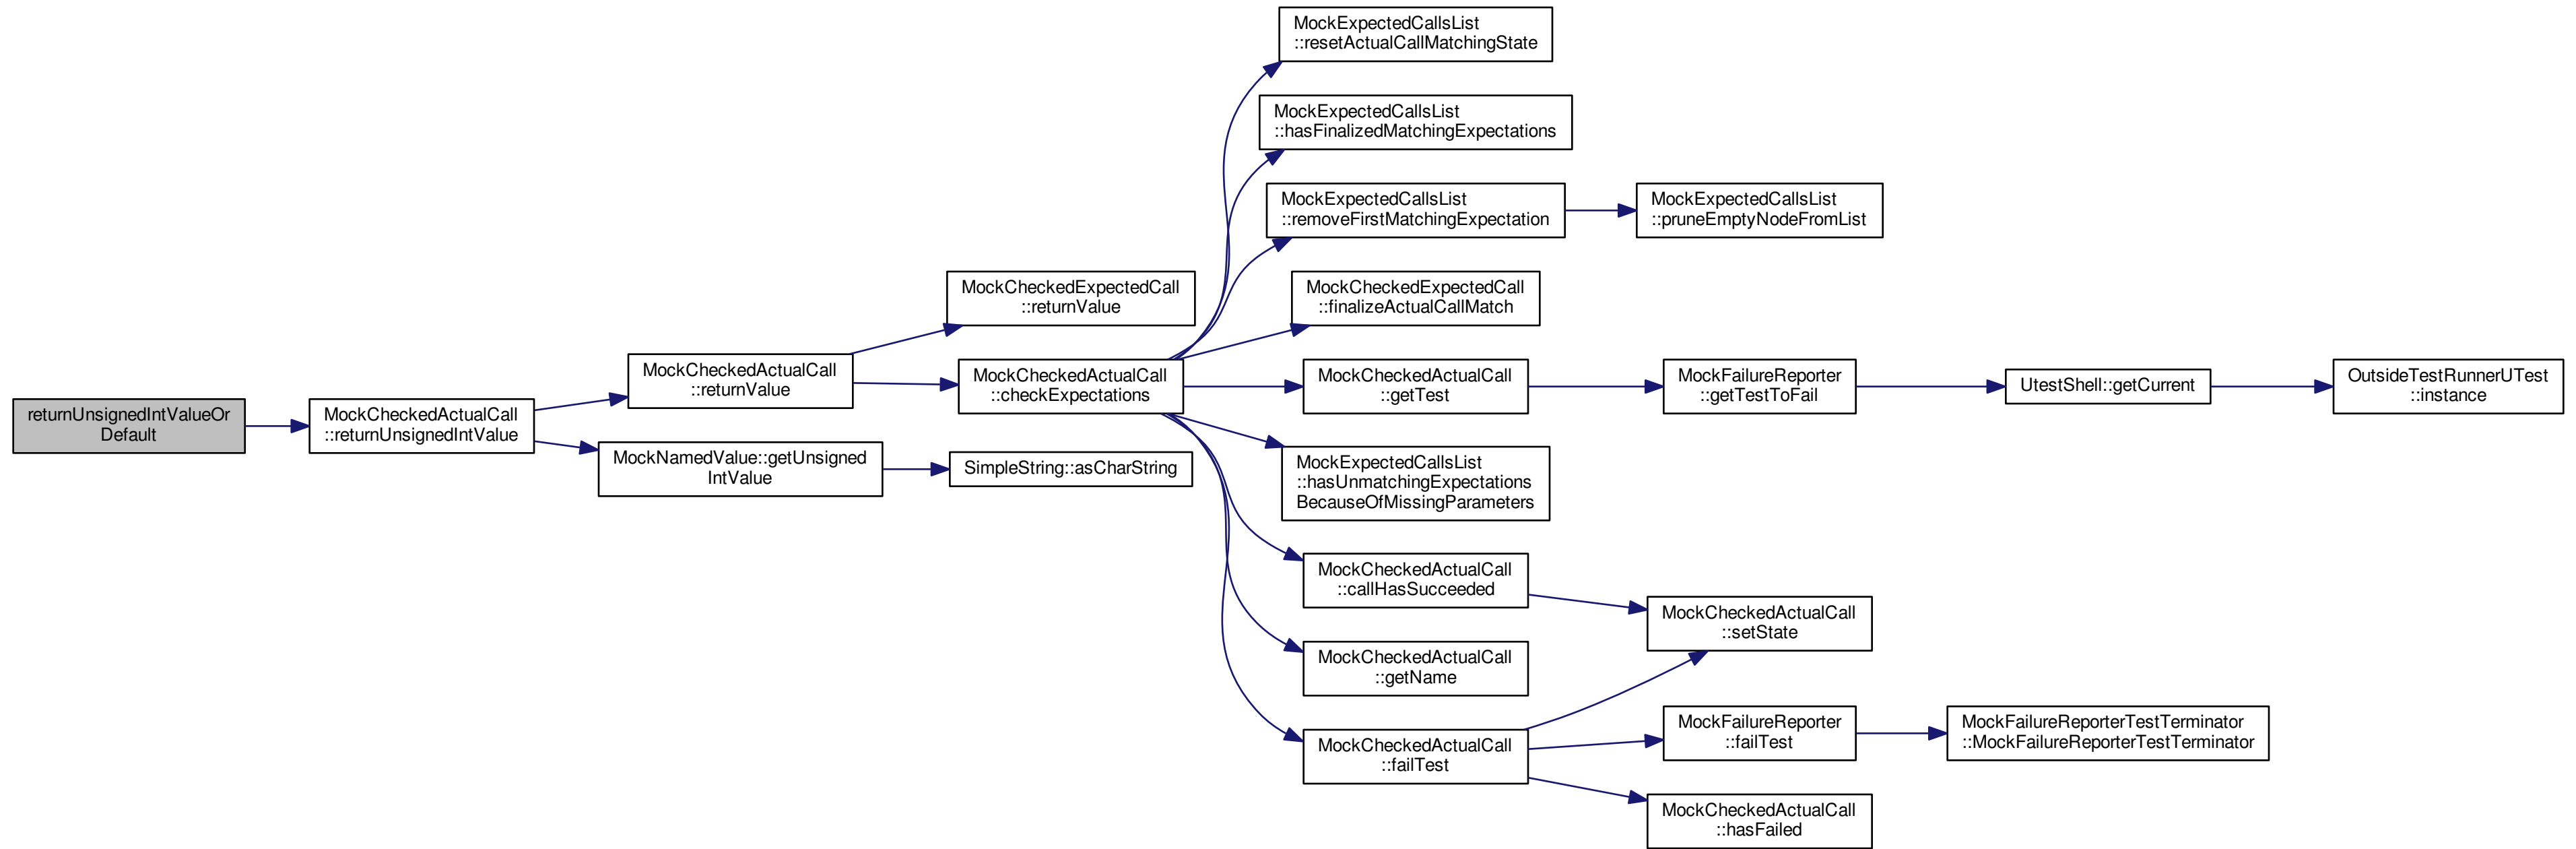 returnUnsignedIntValueOr
Default
MockCheckedActualCall
::returnUnsignedIntValue
MockCheckedActualCall
::returnValue
MockNamedValue::getUnsigned
IntValue
MockCheckedExpectedCall
::returnValue
MockCheckedActualCall
::checkExpectations
SimpleString::asCharString
MockExpectedCallsList
::resetActualCallMatchingState
MockExpectedCallsList
::hasFinalizedMatchingExpectations
MockExpectedCallsList
::removeFirstMatchingExpectation
MockCheckedExpectedCall
::finalizeActualCallMatch
MockCheckedActualCall
::getTest
MockExpectedCallsList
::hasUnmatchingExpectations
BecauseOfMissingParameters
MockCheckedActualCall
::callHasSucceeded
MockCheckedActualCall
::getName
MockCheckedActualCall
::failTest
MockExpectedCallsList
::pruneEmptyNodeFromList
MockFailureReporter
::getTestToFail
MockCheckedActualCall
::setState
MockFailureReporter
::failTest
MockCheckedActualCall
::hasFailed
UtestShell::getCurrent
MockFailureReporterTestTerminator
::MockFailureReporterTestTerminator
OutsideTestRunnerUTest
::instance